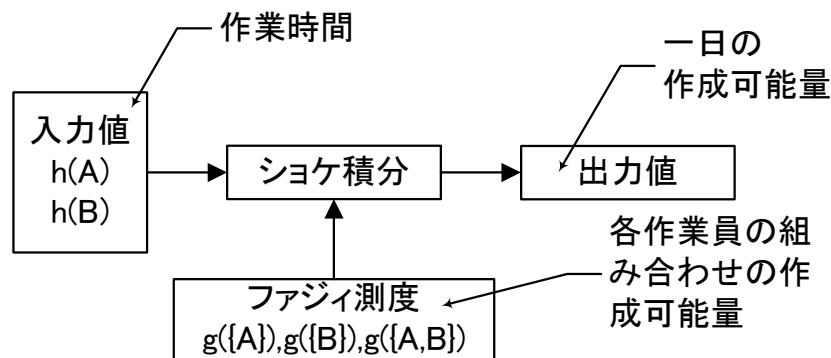 作業時間
一日の
作成可能量
入力値
h(A)
h(B)
ショケ積分
出力値
各作業員の組
み合わせの作
成可能量
ファジィ測度
g({A}),g({B}),g({A,B})